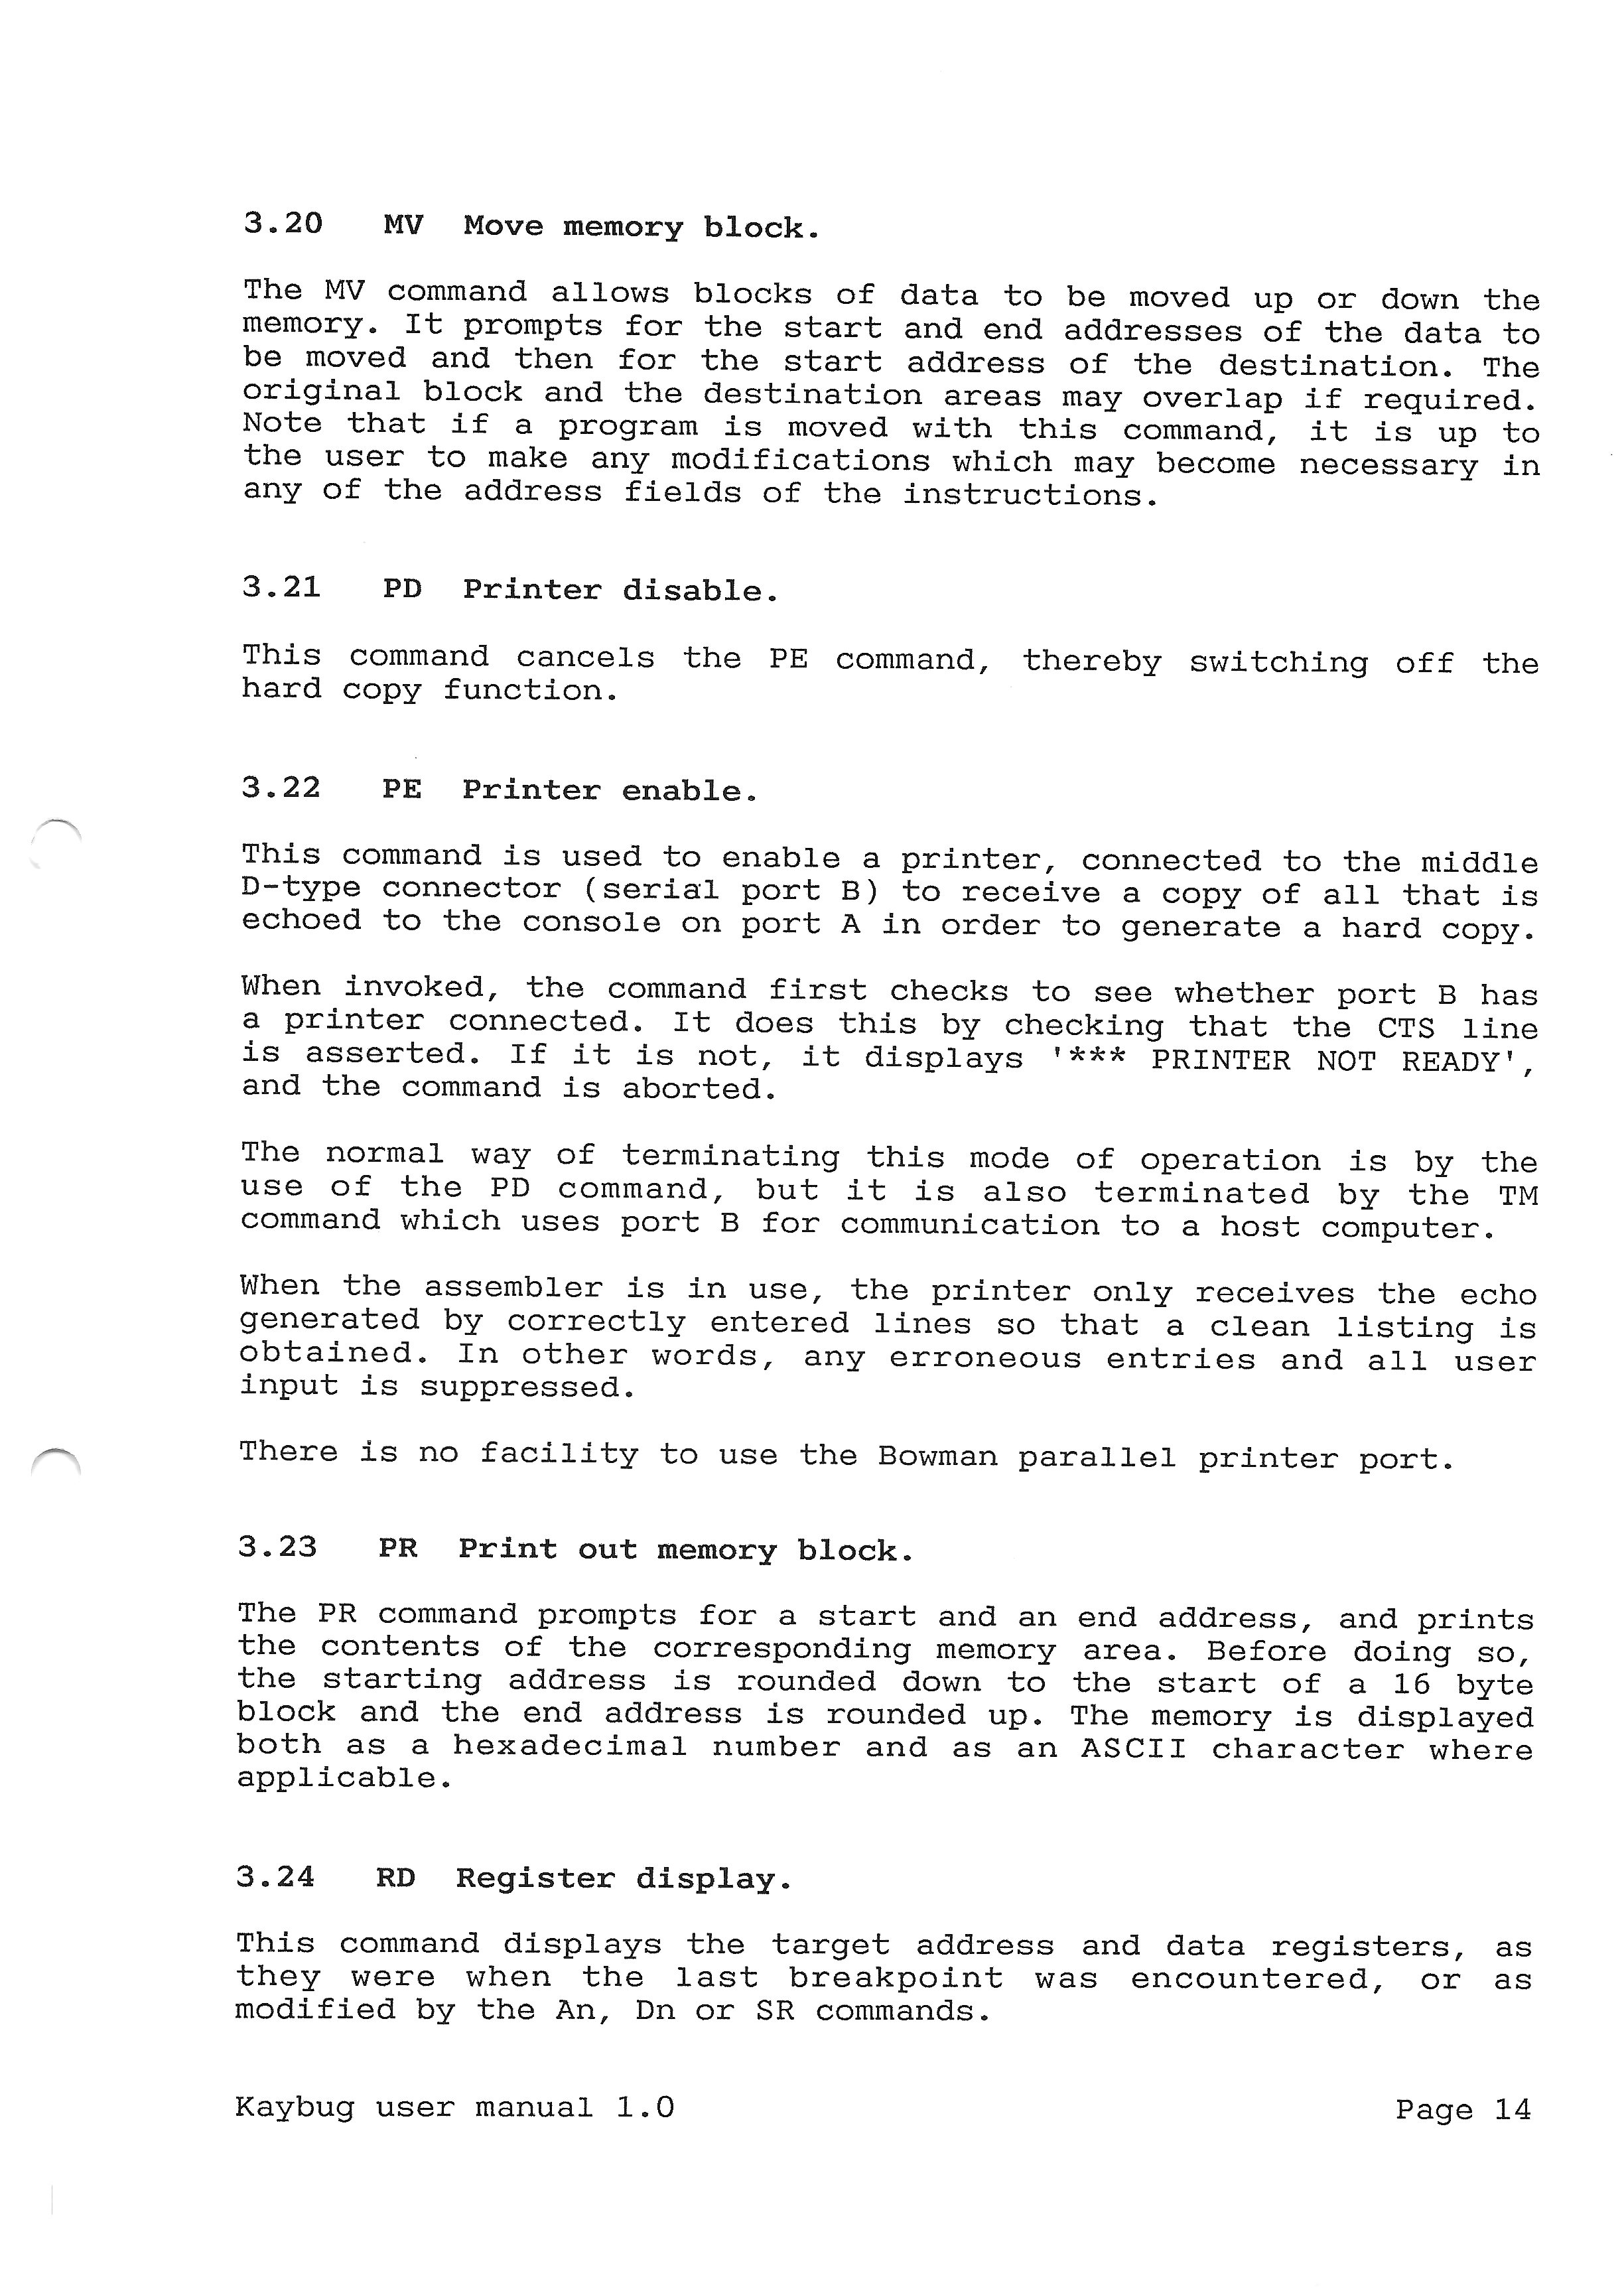 3.20 MV Move memory block.
The MV command allows blocks of data to be moved up or down the
memory. It prompts for the start and end addresses of the data to
be moved and then for the start address of the destination. The
original block and the destination areas may overlap if required.
Note that if a program is moved with this command, it is up to
the user to make any modifications which may become necessary in
any of the address fields of the instructions.
3.21 PD Printer disable.
This command cancels the PE command, thereby switching off the
hard copy function.
3.22 PE Printer enable.
This command is used to enable a printer, connected to the middle
D-type connector (serial port B) to receive a copy of all that is
echoed to the console on port A in order to generate a hard copy.
When invoked, the command first checks to see whether port B has
a printer connected. It does this by checking that the CTS line
is asserted. If it is not, it displays '*** PRINTER NOT READY',
and the command is aborted.
The normal way of terminating this mode of operation is by the
use of the PD command, but it is also terminated by the TM
command which uses port B for communication to a host computer.
When the assembler is in use, the printer only receives the echo
generated by correctly entered lines so that a clean listing is
obtained. In other words, any erroneous entries and all user
input is suppressed.
There is no facility to use the Bowman parallel printer port.
3.23 PR Print out memory block.
The PR command prompts for a start and an end address, and prints
the contents of the corresponding memory area. Before doing so,
the starting address is rounded down to the start of a 16 byte
block and the end address is rounded up. The memory is displayed
both as a hexadecimal number and as an ASCII character where
applicable.
3.24 RD Register display.
This command displays the target address and data registers, as
they were when the last breakpoint was encountered, or as
modified by the An, Dn or SR commands.
Kaybug user manual 1.0 Page 14